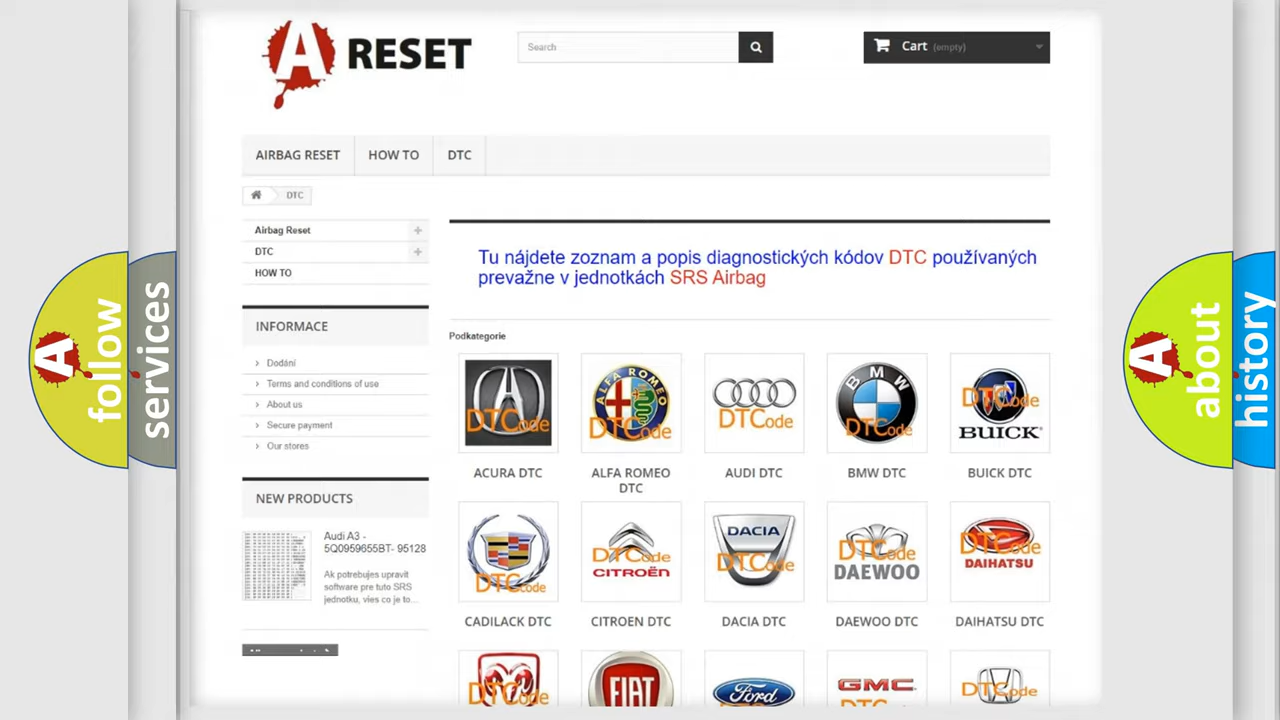 A RESET
Search
Cart (empty)
AIRBAG RESET
HOW TO
DTC
DTC
Airbag Reset
DTC
HOW TO
INFORMACE
Dodání
Terms and conditions of use
About us
Secure payment
Our stores
NEW PRODUCTS
Audi A3 -
5Q0959655BT- 95128
Ak potrebujes upravit
software pre tuto SRS
jednotku, vies co je to...
Tu nájdete zoznam a popis diagnostických kódov DTC používaných
prevažne v jednotkách SRS Airbag
Podkategorie
DTCode
ALFA ROMEO
DTCode
DTCode
BMW
DTCode
DTCode
BUICK
ACURA DTC
ALFA ROMEO
DTC
AUDI DTC
BMW DTC
BUICK DTC
DTCode
DTCode
CITROËN
DACIA
DTCode
DTCode
DAEWOO
DTCode
DAIHATSU
CADILACK DTC
CITROEN DTC
DACIA DTC
DAEWOO DTC
DAIHATSU DTC
DTCode
FIAT
Ford
GMC
DTCode
A follow
services
A about
history